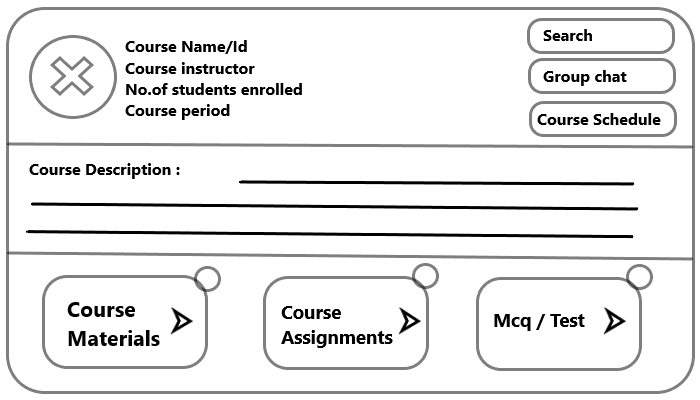 Course Name/Id
Course instructor
No.of students enrolled
Course period
Search
Group chat
Course Schedule
Course Description :
Course
Materials
Course
Assignments
Mcq / Test